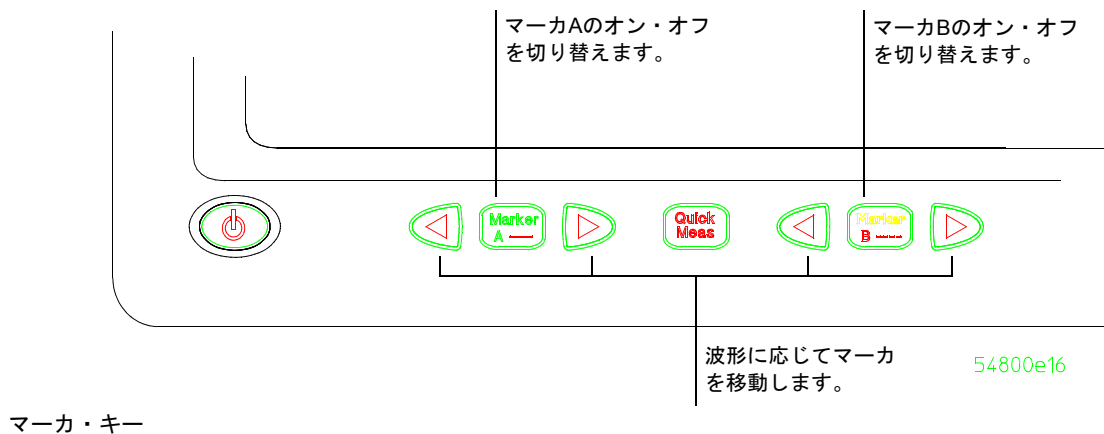 マーカAのオン・オフ
を切り替えます。
マーカBのオン・オフ
を切り替えます。
Marker
A
Quick
Meas
Marker
B
波形に応じてマーカ
を移動します。
54800e16
マーカ・キー